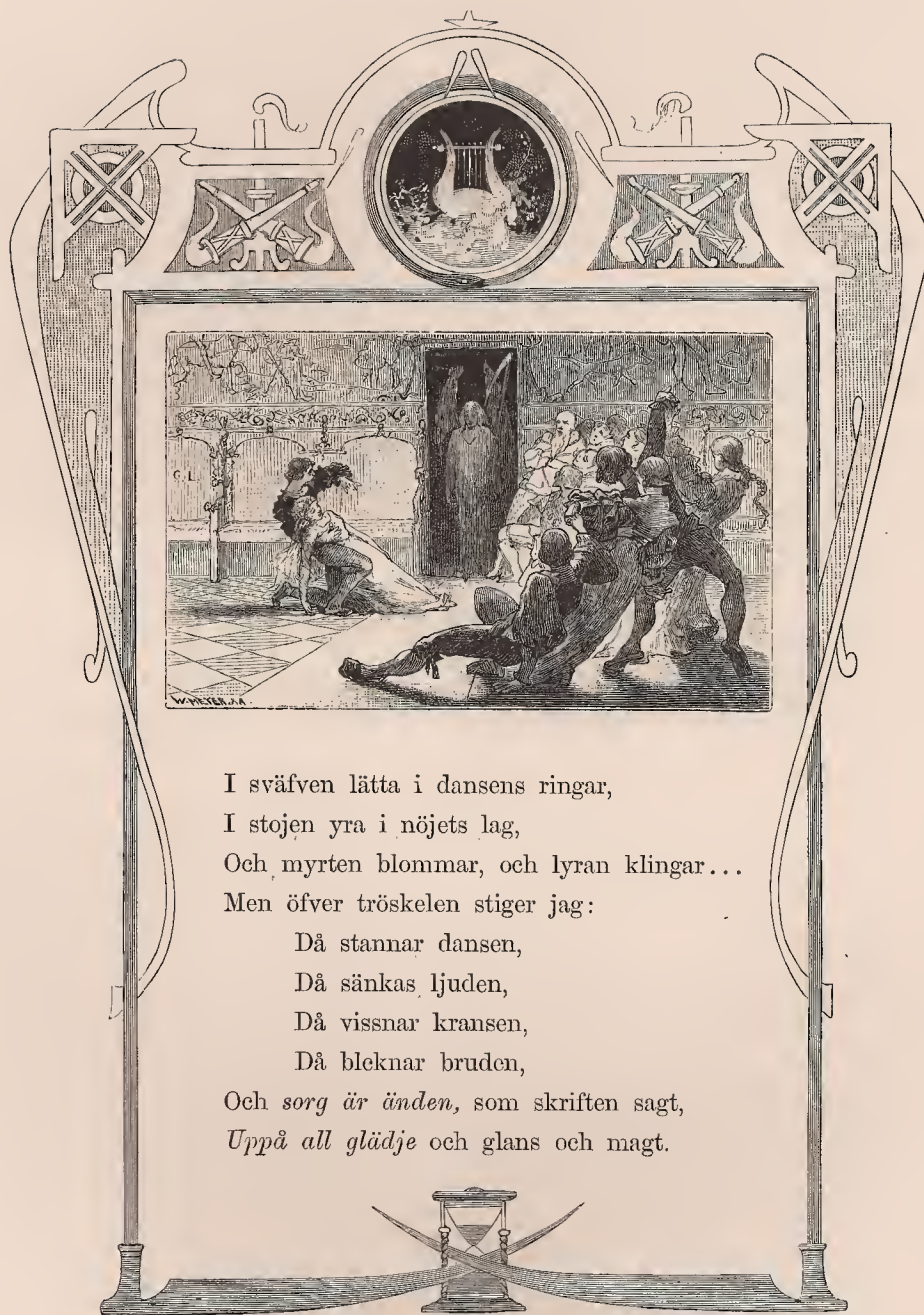 G. L.
W. MEYER. X A.
I sväfven lätta i dansens ringar,
I stojen yra i nöjets lag,
Och myrten blommar, och lyran klingar...
Men öfver tröskelen stiger jag:
Då stannar dansen,
Då sänkas ljuden,
Då vissnar kransen,
Då bleknar bruden,
Och sorg är änden, som skriften sagt,
Uppå all glädje och glans och magt.